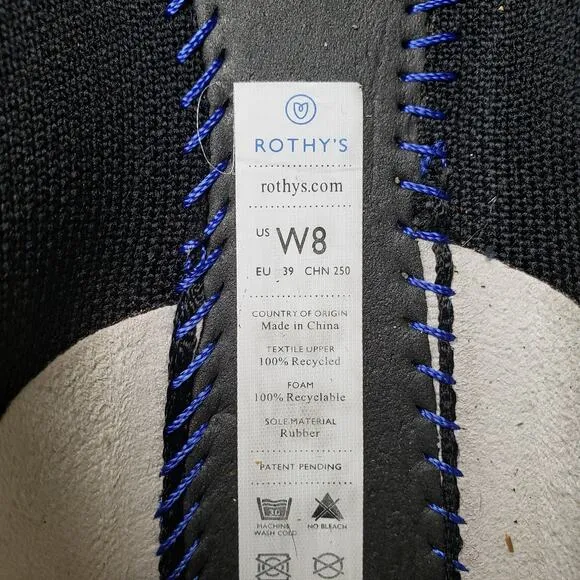 ROTHY'S
rothys.com
US W8
EU 39 CHN 250
COUNTRY OF ORIGIN
Made in China
TEXTILE UPPER
100% Recycled
FOAM
100% Recyclable
SOLE MATERIAL
Rubber
PATENT PENDING
30
MACHINE WASH COLD
NO BLEACH